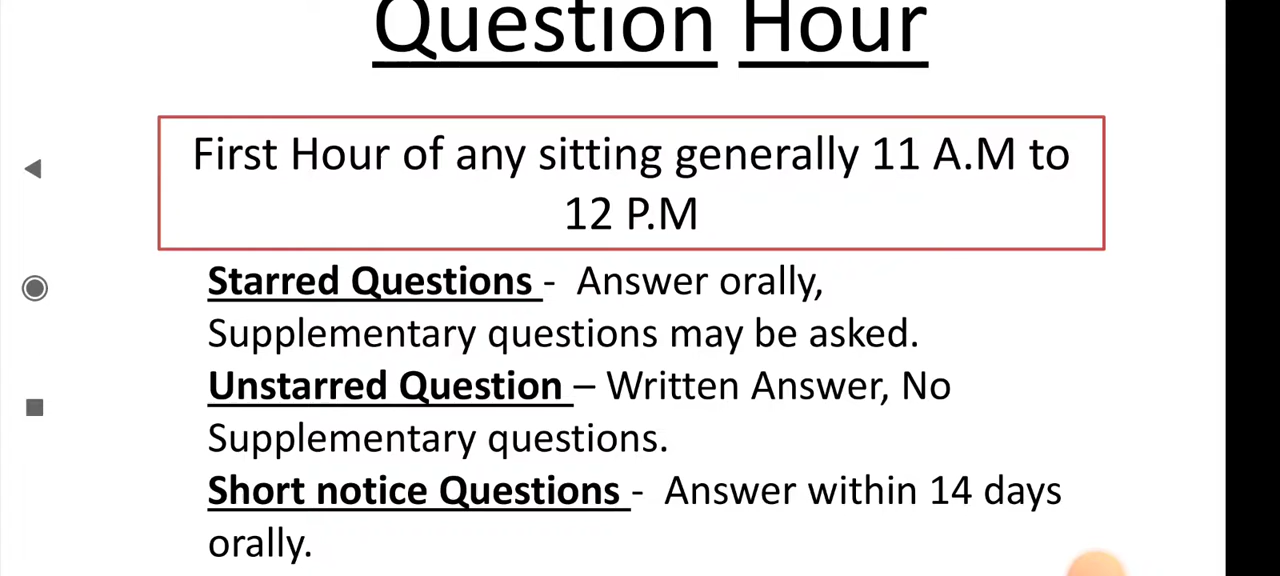 Question Hour
First Hour of any sitting generally 11 A.M to
12 P.M
Starred Questions - Answer orally,
Supplementary questions may be asked.
Unstarred Question – Written Answer, No
Supplementary questions.
Short notice Questions - Answer within 14 days
orally.